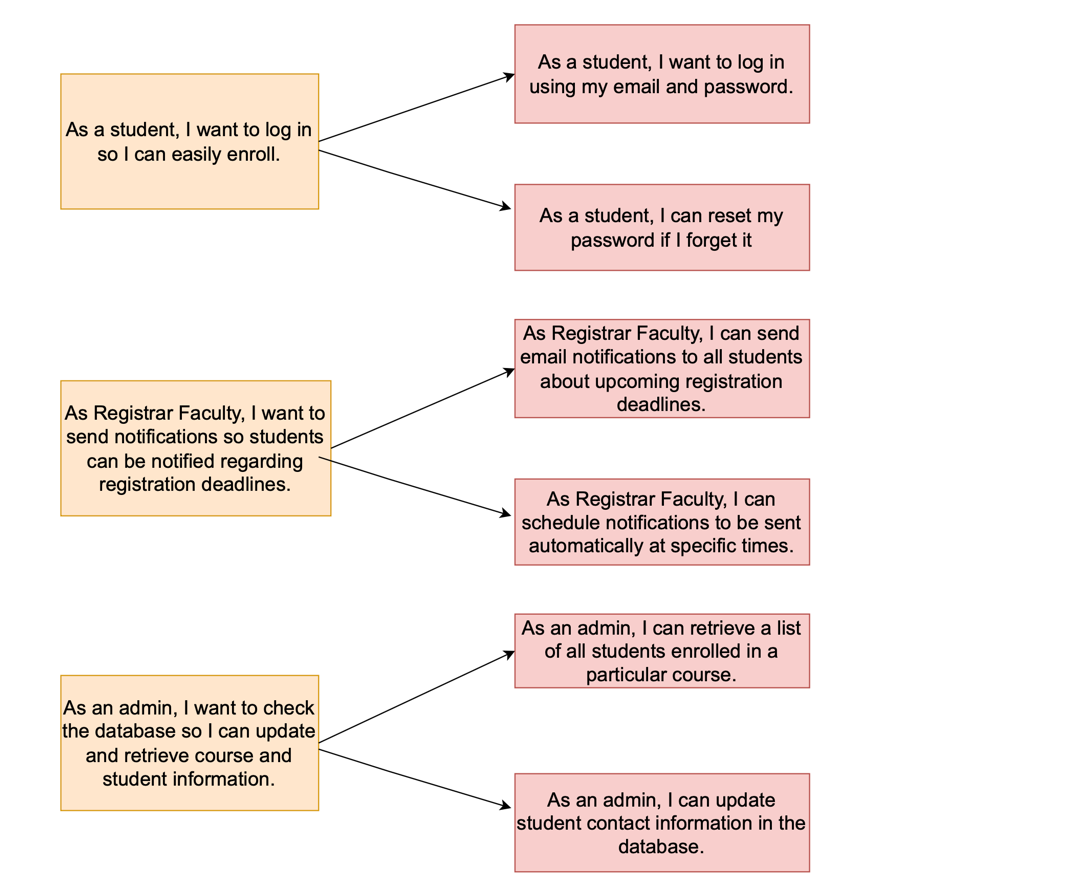 As a student, I want to log in
using my email and password.
As a student, I want to log in
so I can easily enroll.
As a student, I can reset my
password if I forget it
As Registrar Faculty, I can send
email notifications to all students
about upcoming registration
deadlines.
As Registrar Faculty, I want to
send notifications so students
can be notified regarding
registration deadlines.
As Registrar Faculty, I can
schedule notifications to be sent
automatically at specific times.
As an admin, I can retrieve a list
of all students enrolled in a
particular course.
As an admin, I want to check
the database so I can update
and retrieve course and
student information.
As an admin, I can update
student contact information in the
database.